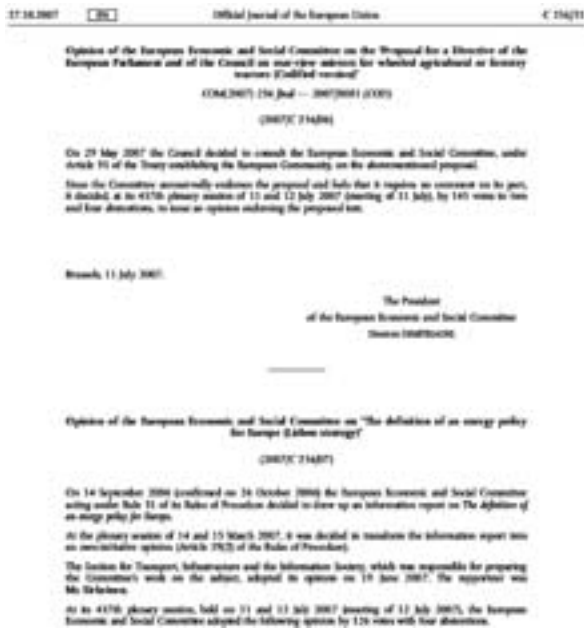 27.10.2007 EN Official Journal of the European Union C 256/31
Opinion of the European Economic and Social Committee on the 'Proposal for a Directive of the
European Parliament and of the Council on rear-view mirrors for wheeled agricultural or forestry
tractors (Codified version)'
COM(2007) 236 final — 2007/0081 (COD)
(2007/C 256/06)
On 29 May 2007 the Council decided to consult the European Economic and Social Committee, under
Article 95 of the Treaty establishing the European Community, on the abovementioned proposal.
Since the Committee unreservedly endorses the proposal and feels that it requires no comment on its part,
it decided, at its 437th plenary session of 11 and 12 July 2007 (meeting of 11 July), by 145 votes to two
and four abstentions, to issue an opinion endorsing the proposed text.
Brussels, 11 July 2007.
The President
of the European Economic and Social Committee
Dimitris DIMITRIADIS
Opinion of the European Economic and Social Committee on 'The definition of an energy policy
for Europe (Lisbon strategy)'
(2007/C 256/07)
On 14 September 2006 (confirmed on 26 October 2006) the European Economic and Social Committee
acting under Rule 31 of its Rules of Procedure decided to draw up an information report on The definition of
an energy policy for Europe.
At the plenary session of 14 and 15 March 2007, it was decided to transform the information report into
an own-initiative opinion (Article 29(2) of the Rules of Procedure).
The Section for Transport, Infrastructure and the Information Society, which was responsible for preparing
the Committee's work on the subject, adopted its opinion on 19 June 2007. The rapporteur was
Ms Sirkeinen.
At its 437th plenary session, held on 11 and 12 July 2007 (meeting of 12 July 2007), the European
Economic and Social Committee adopted the following opinion by 126 votes with four abstentions.